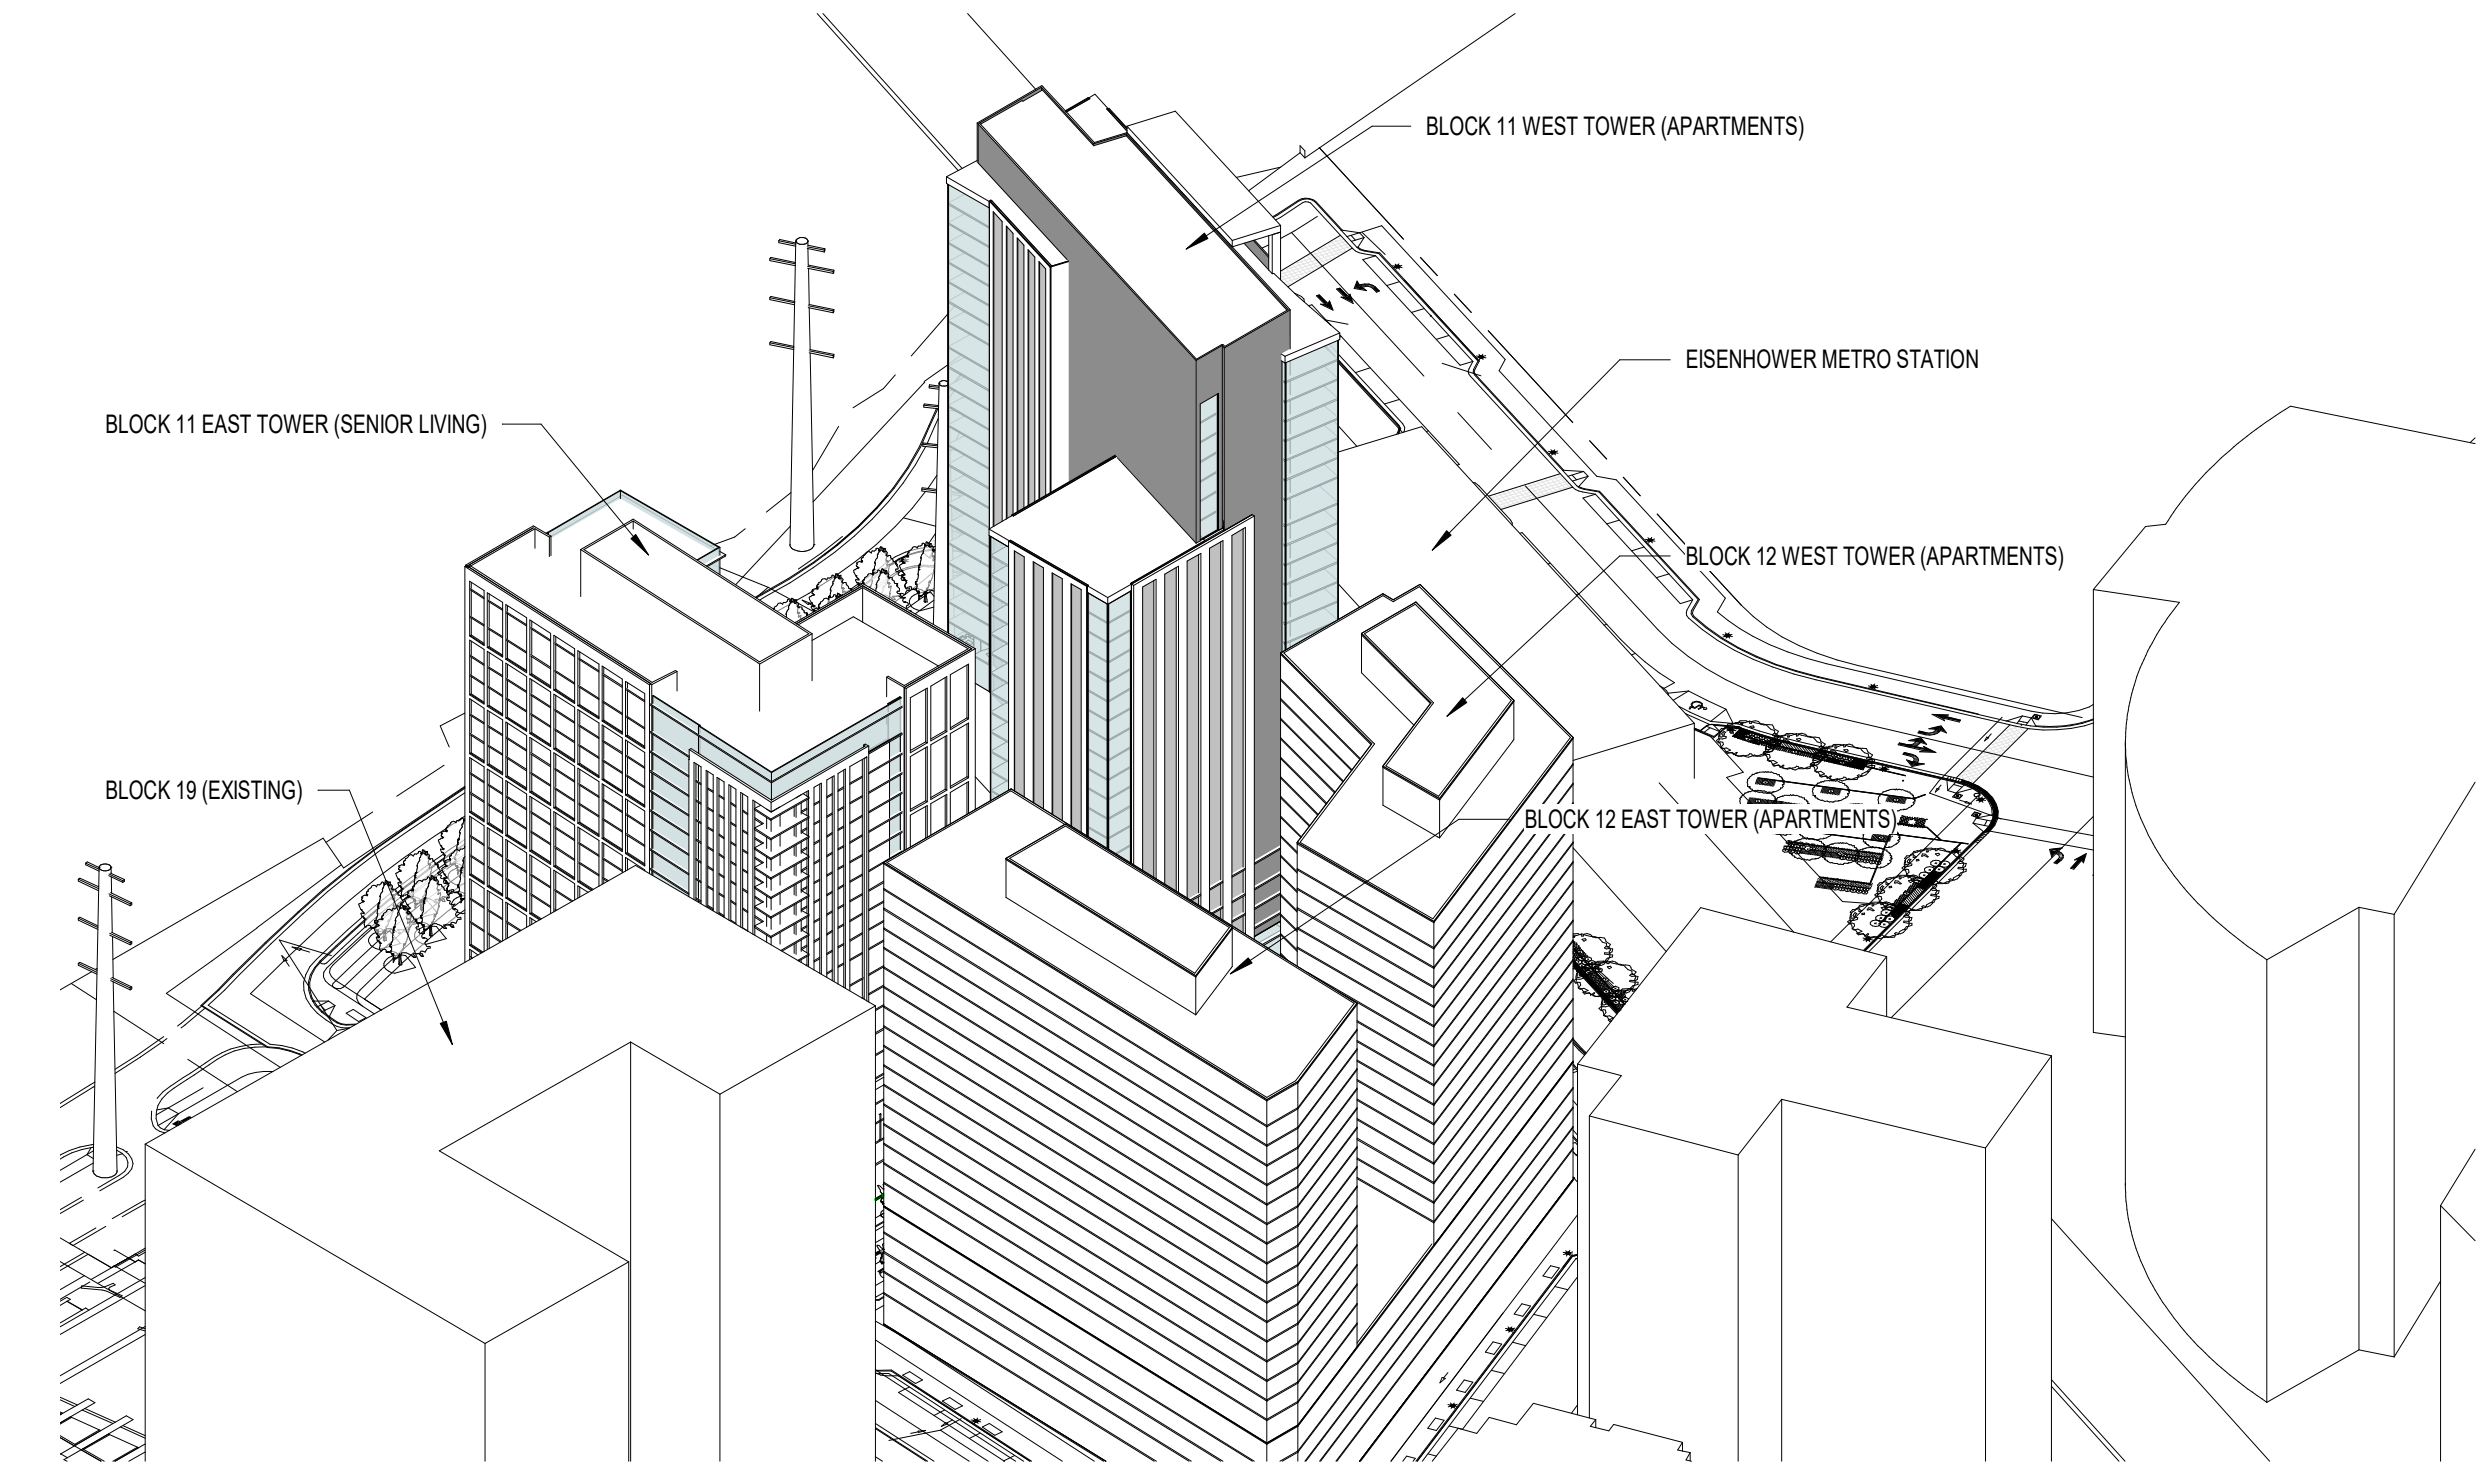 BLOCK 11 WEST TOWER (APARTMENTS)
EISENHOWER METRO STATION
BLOCK 11 EAST TOWER (SENIOR LIVING)
BLOCK 12 WEST TOWER (APARTMENTS)
BLOCK 19 (EXISTING)
BLOCK 12 EAST TOWER (APARTMENTS)